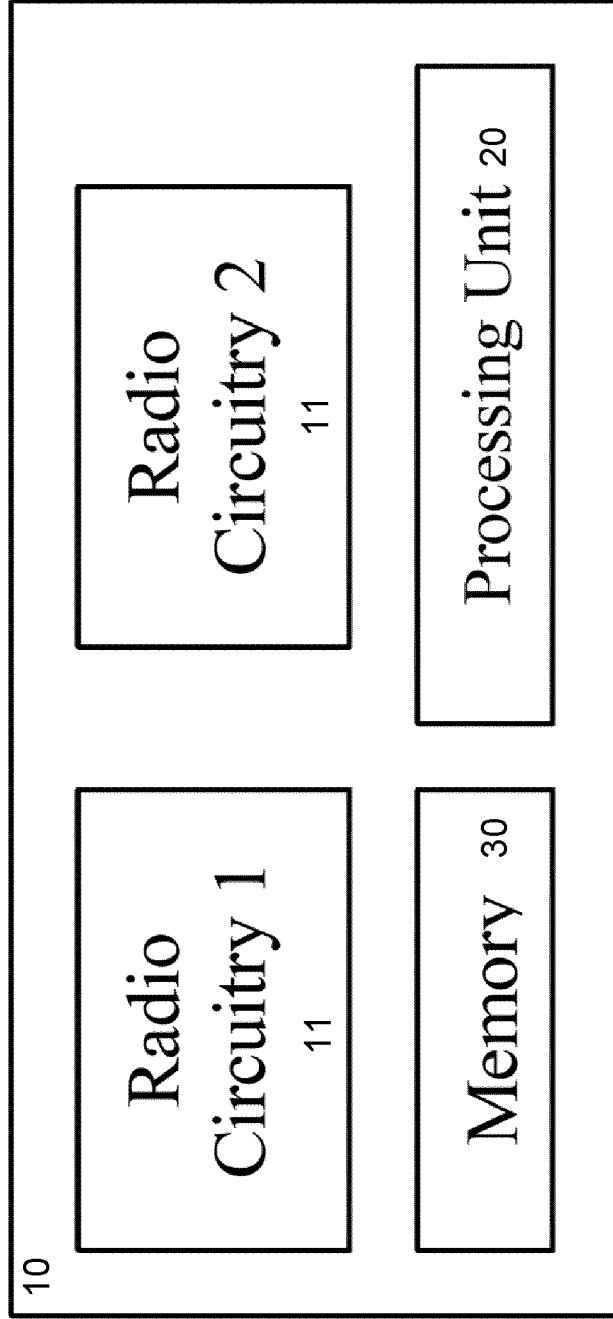 10
Radio
Circuitry 1
11
Radio
Circuitry 2
11
Memory 30
Processing Unit 20